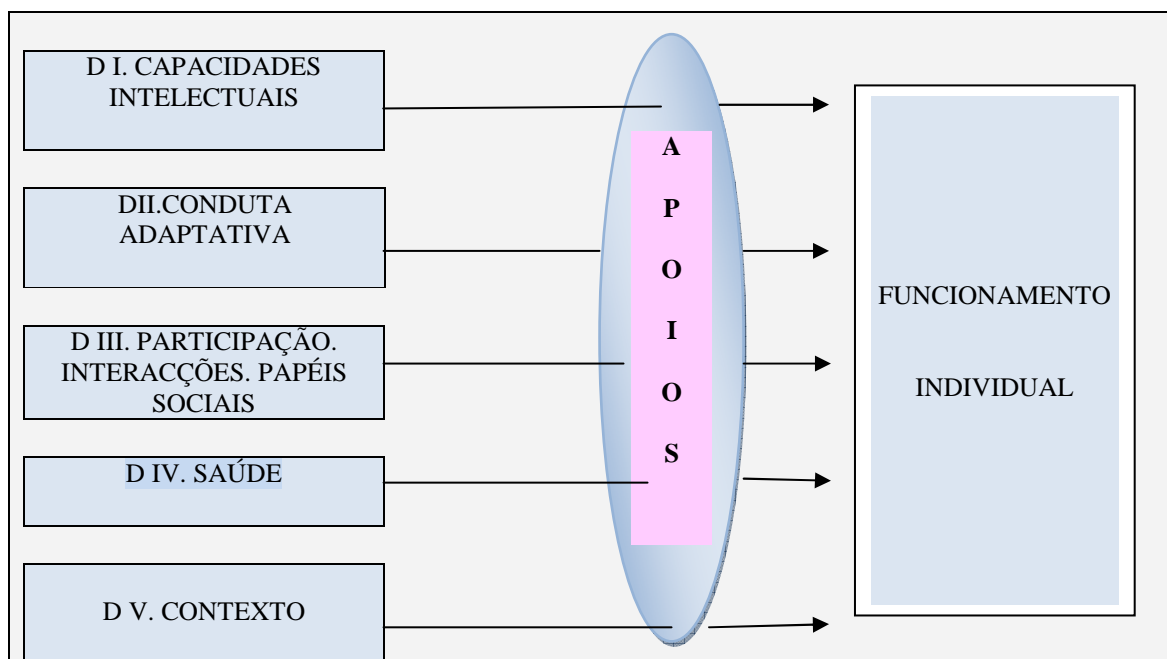 D I. CAPACIDADES
INTELECTUAIS
DII.CONDUTA
ADAPTATIVA
D III. PARTICIPAÇÃO.
INTERACÇÕES. PAPÉIS
SOCIAIS
D IV. SAÚDE
D V. CONTEXTO
A
P
O
I
O
S
FUNCIONAMENTO
INDIVIDUAL